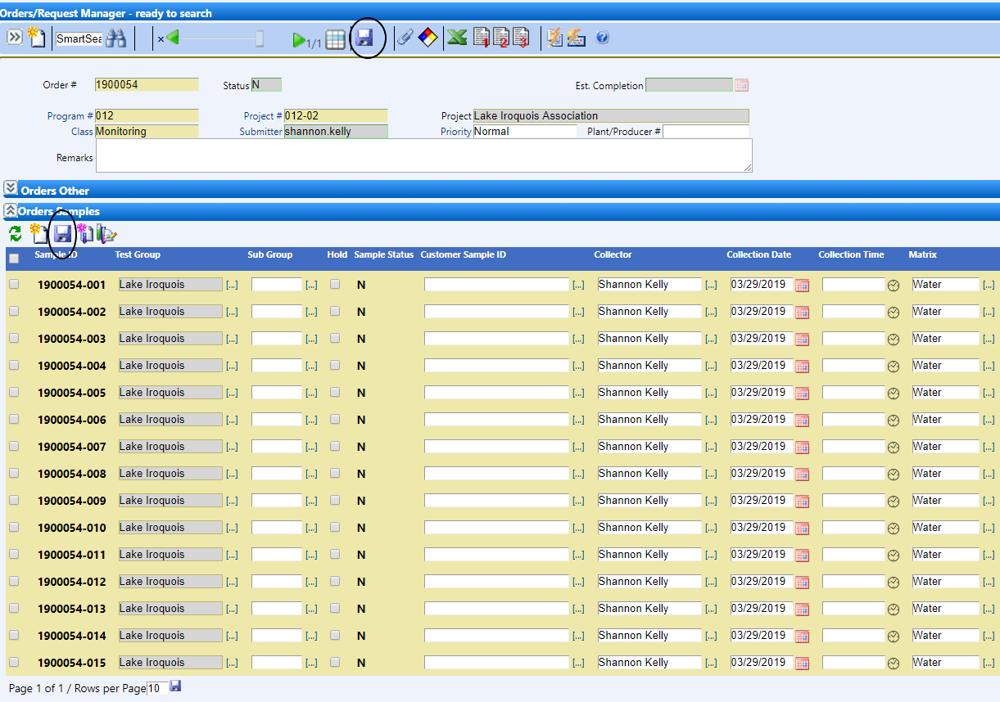 Orders/Request Manager - ready to search
SmartSea x 1/1
Order # 1900054 Status N Est. Completion
Program # 012 Project # 012-02 Project Lake Iroquois Association
Class Monitoring Submitter shannon.kelly Priority Normal Plant/Producer #
Remarks
Orders Other
Orders Samples
Sample ID Test Group Sub Group Hold Sample Status Customer Sample ID Collector Collection Date Collection Time Matrix
1900054-001 Lake Iroquois [...] [...] N [...] Shannon Kelly [...] 03/29/2019 Water [...]
1900054-002 Lake Iroquois [...] [...] N [...] Shannon Kelly [...] 03/29/2019 Water [...]
1900054-003 Lake Iroquois [...] [...] N [...] Shannon Kelly [...] 03/29/2019 Water [...]
1900054-004 Lake Iroquois [...] [...] N [...] Shannon Kelly [...] 03/29/2019 Water [...]
1900054-005 Lake Iroquois [...] [...] N [...] Shannon Kelly [...] 03/29/2019 Water [...]
1900054-006 Lake Iroquois [...] [...] N [...] Shannon Kelly [...] 03/29/2019 Water [...]
1900054-007 Lake Iroquois [...] [...] N [...] Shannon Kelly [...] 03/29/2019 Water [...]
1900054-008 Lake Iroquois [...] [...] N [...] Shannon Kelly [...] 03/29/2019 Water [...]
1900054-009 Lake Iroquois [...] [...] N [...] Shannon Kelly [...] 03/29/2019 Water [...]
1900054-010 Lake Iroquois [...] [...] N [...] Shannon Kelly [...] 03/29/2019 Water [...]
1900054-011 Lake Iroquois [...] [...] N [...] Shannon Kelly [...] 03/29/2019 Water [...]
1900054-012 Lake Iroquois [...] [...] N [...] Shannon Kelly [...] 03/29/2019 Water [...]
1900054-013 Lake Iroquois [...] [...] N [...] Shannon Kelly [...] 03/29/2019 Water [...]
1900054-014 Lake Iroquois [...] [...] N [...] Shannon Kelly [...] 03/29/2019 Water [...]
1900054-015 Lake Iroquois [...] [...] N [...] Shannon Kelly [...] 03/29/2019 Water [...]
Page 1 of 1 / Rows per Page 10